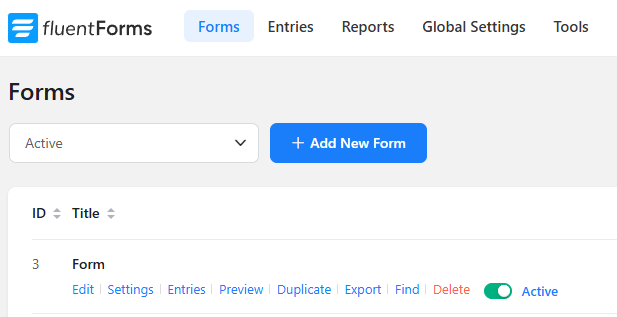 fluentForms Forms Entries Reports Global Settings Tools
Forms
Active + Add New Form
ID Title
3 Form
Edit Settings Entries Preview Duplicate Export Find Delete Active